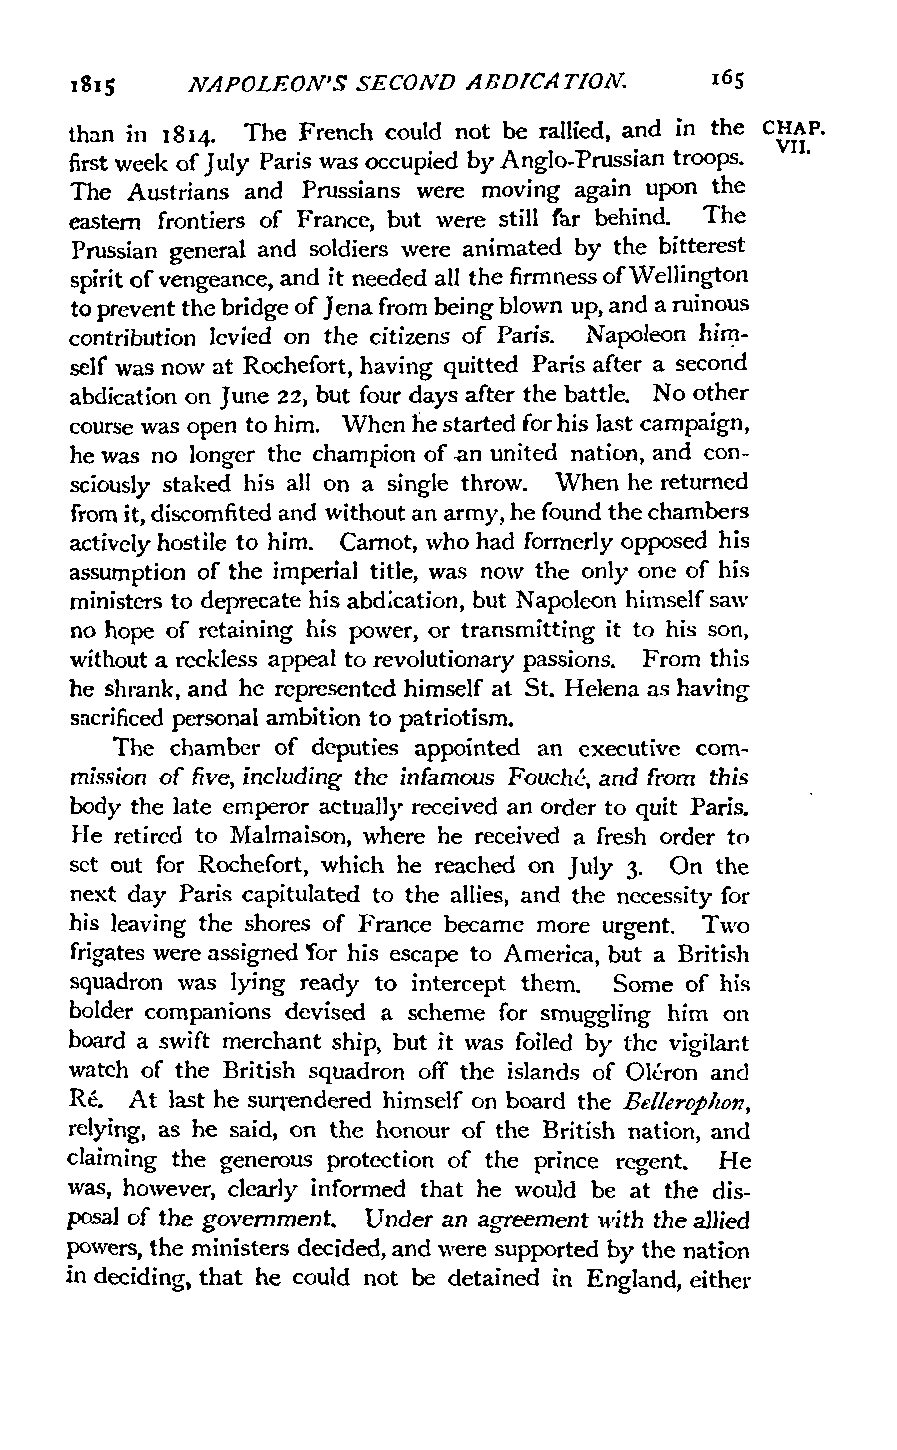 1815 NAPOLEON'S SECOND ABDICATION. 165
than in 1814. The French could not be rallied, and in the CHAP.
VII.
first week of July Paris was occupied by Anglo-Prussian troops.
The Austrians and Prussians were moving again upon the
eastern frontiers of France, but were still far behind. The
Prussian general and soldiers were animated by the bitterest
spirit of vengeance, and it needed all the firmness of Wellington
to prevent the bridge of Jena from being blown up, and a ruinous
contribution levied on the citizens of Paris. Napoleon him-
self was now at Rochefort, having quitted Paris after a second
abdication on June 22, but four days after the battle. No other
course was open to him. When he started for his last campaign,
he was no longer the champion of an united nation, and con-
sciously staked his all on a single throw. When he returned
from it, discomfited and without an army, he found the chambers
actively hostile to him. Carnot, who had formerly opposed his
assumption of the imperial title, was now the only one of his
ministers to deprecate his abdication, but Napoleon himself saw
no hope of retaining his power, or transmitting it to his son,
without a reckless appeal to revolutionary passions. From this
he shrank, and he represented himself at St. Helena as having
sacrificed personal ambition to patriotism.
The chamber of deputies appointed an executive com-
mission of five, including the infamous Fouché, and from this
body the late emperor actually received an order to quit Paris.
He retired to Malmaison, where he received a fresh order to
set out for Rochefort, which he reached on July 3. On the
next day Paris capitulated to the allies, and the necessity for
his leaving the shores of France became more urgent. Two
frigates were assigned for his escape to America, but a British
squadron was lying ready to intercept them. Some of his
bolder companions devised a scheme for smuggling him on
board a swift merchant ship, but it was foiled by the vigilant
watch of the British squadron off the islands of Oléron and
Ré. At last he surrendered himself on board the Bellerophon,
relying, as he said, on the honour of the British nation, and
claiming the generous protection of the prince regent. He
was, however, clearly informed that he would be at the dis-
posal of the government. Under an agreement with the allied
powers, the ministers decided, and were supported by the nation
in deciding, that he could not be detained in England, either